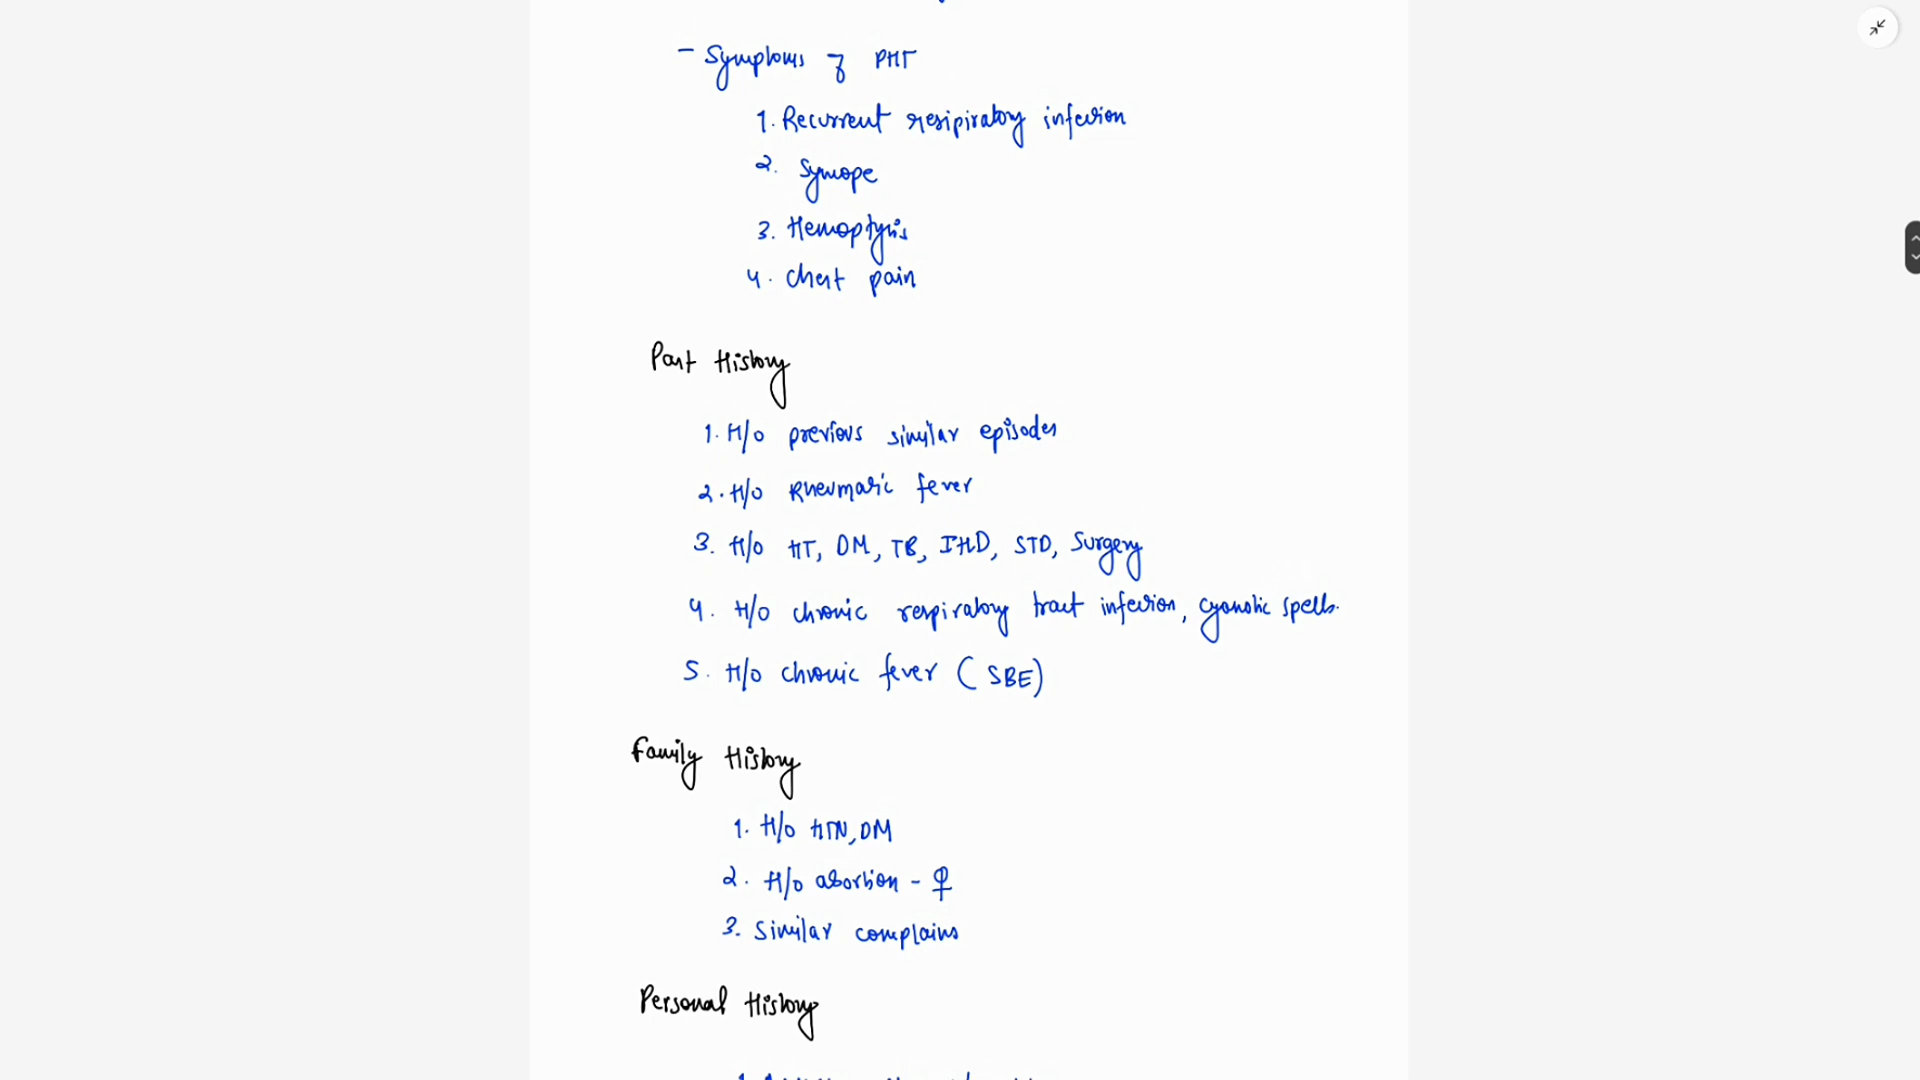 - Symptoms of PHT
1. Recurrent resipiratory infection
2. Syncope
3. Hemoptysis
4. Chest pain
Past History
1. H/o previous similar episodes
2. H/o Rheumatic fever
3. H/o HT, DM, TB, IHD, STD, Surgery
4. H/o chronic respiratory tract infection, cyanotic spells.
5. H/o chronic fever (SBE)
Family History
1. H/o HTN, DM
2. H/o abortion - ♀
3. Similar complains
Personal History